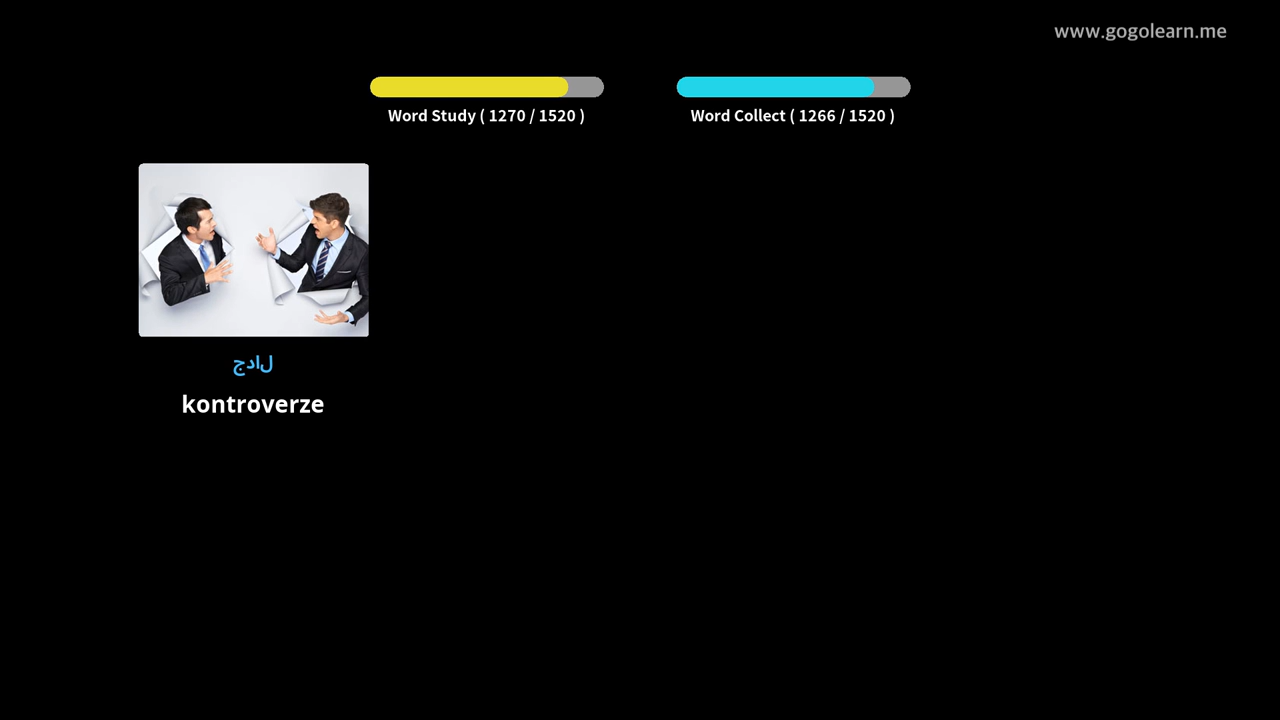 www.gogolearn.me
Word Study ( 1270 / 1520 )
Word Collect ( 1266 / 1520 )
جدال
kontroverze